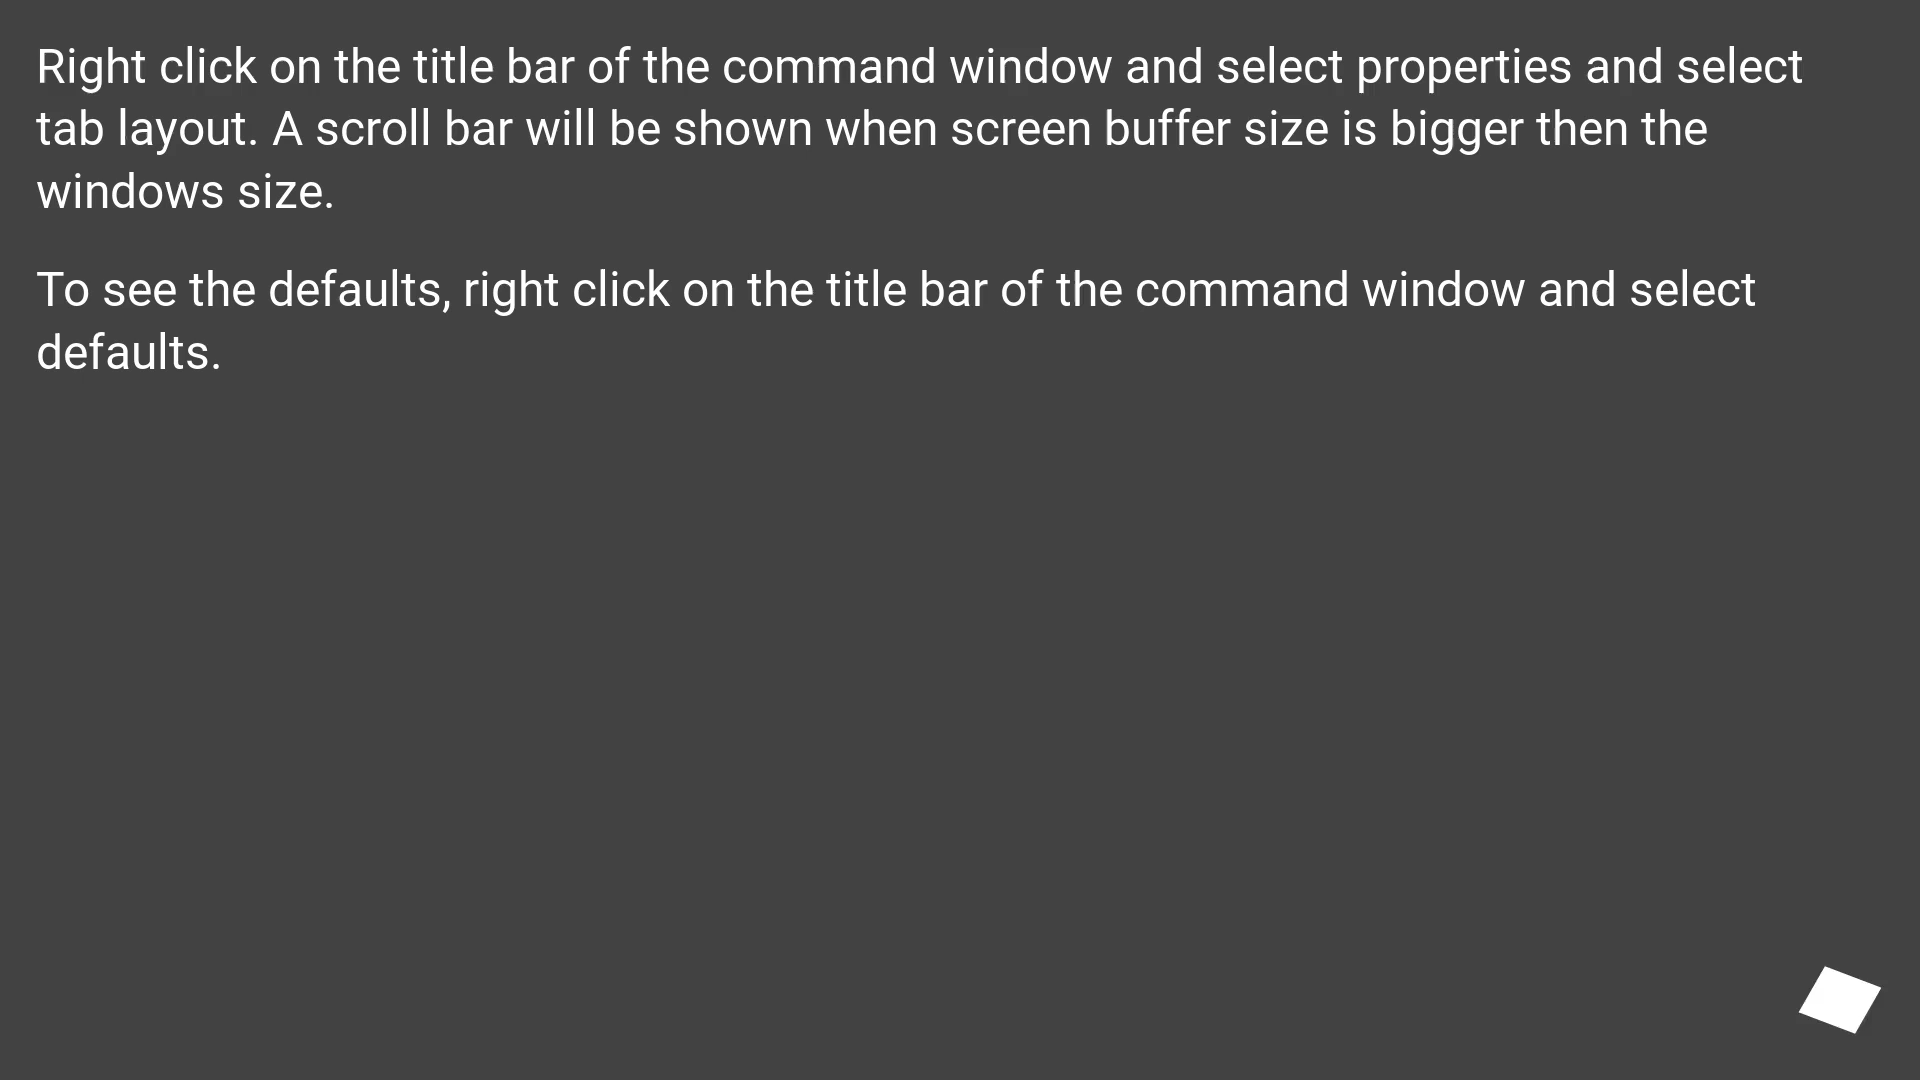 Right click on the title bar of the command window and select properties and select
tab layout. A scroll bar will be shown when screen buffer size is bigger then the
windows size.
To see the defaults, right click on the title bar of the command window and select
defaults.